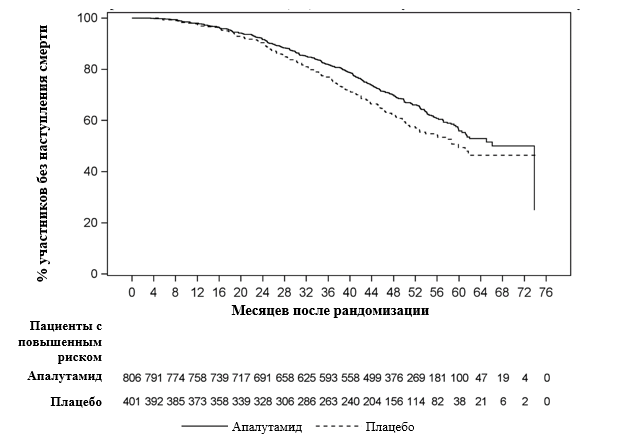 % участников без наступления смерти
100
80
60
40
20
0
0 4 8 12 16 20 24 28 32 36 40 44 48 52 56 60 64 68 72 76
Месяцев после рандомизации
Пациенты с
повышенным
риском
Апалутамид 806 791 774 758 739 717 691 658 625 593 558 499 376 269 181 100 47 19 4 0
Плацебо 401 392 385 373 358 339 328 306 286 263 240 204 156 114 82 38 21 6 2 0
Апалутамид Плацебо